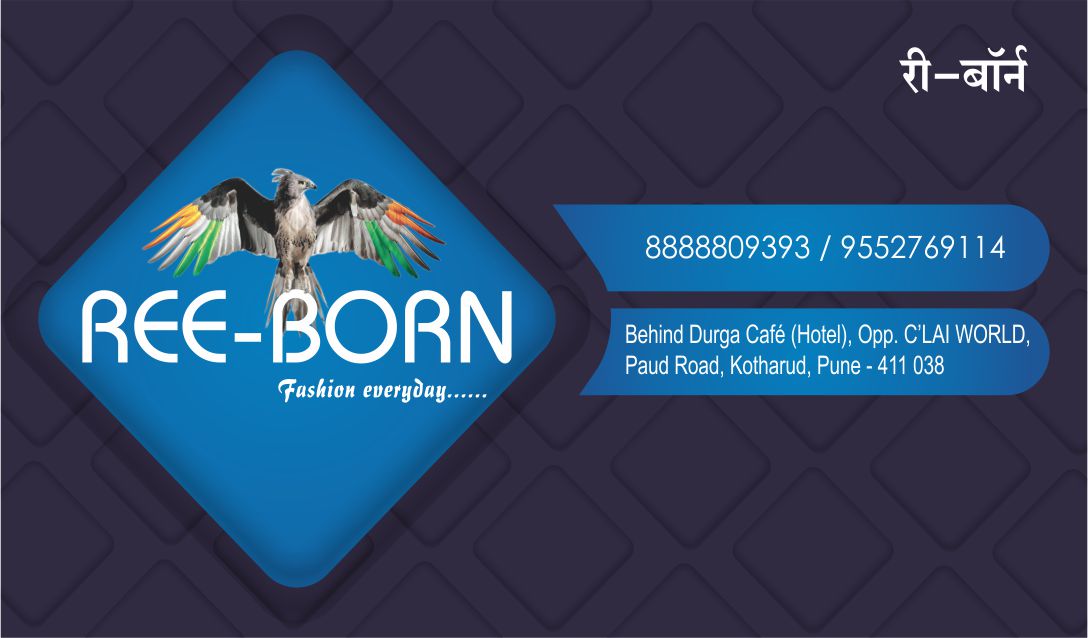 री-बॉर्न
REE-BORN
Fashion everyday......
8888809393 / 9552769114
Behind Durga Café (Hotel), Opp. C'LAI WORLD,
Paud Road, Kotharud, Pune - 411 038